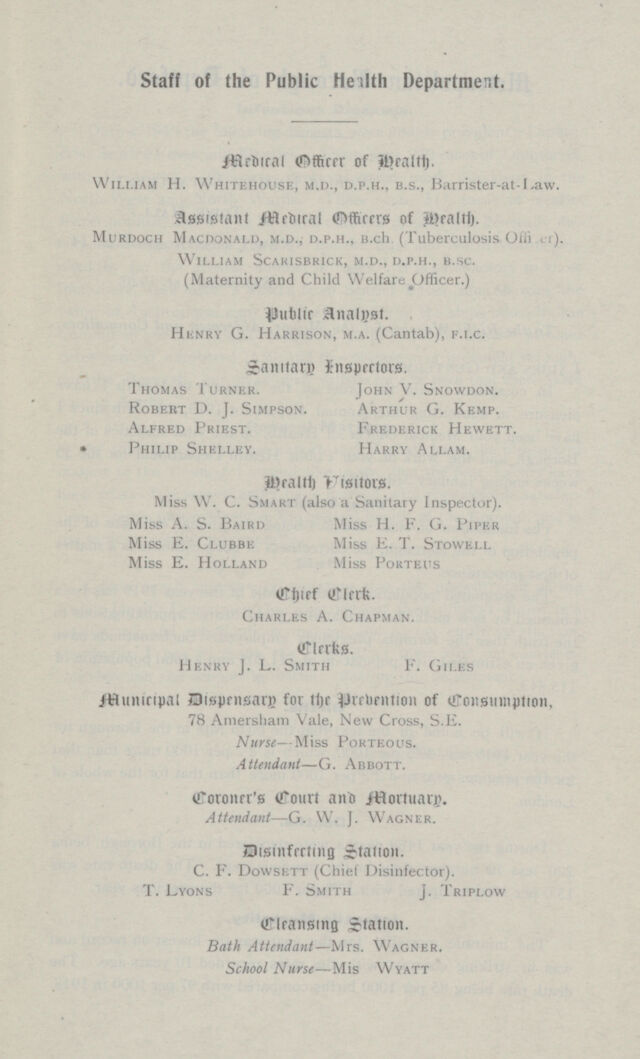 Staff of the Public Health Department.
Medical Officer of Health.
William H. Whitehouse, M.D., D.P.H., B.S., Barrister-at-Law.
Assistant Medical Officers of Health.
Murdoch Macdonald, M.D., D.P.H., B.ch. (Tuberculosis Officer).
William Scarisbrick, M.D., D.P.H., B.SC.
(Maternity and Child Welfare Officer.)
Public Analyst.
Henry G. Harrison, M.A. (Cantab), F.I.C.
Sanitary Inspectors.
Thomas Turner. John V. Snowdon.
Robert D. J. Simpson. Arthur G. Kemp.
Alfred Priest. Frederick Hewett.
Philip Shelley. Harry Allam.
Health Visitors.
Miss W. C. Smart (also a Sanitary Inspector).
Miss A. S. Baird Miss H. F. G. Piper
Miss E. Clubbe Miss E. T. Stowell
Miss E. Holland Miss Porteus
Chief Clerk.
Charles A. Chapman.
Clerks.
Henry J. L. Smith F. Giles
Municipal Dispensary for the Prevention of Consumption,
78 Amersham Vale, New Cross, S.E.
Nurse—Miss Porteous.
Attendant—G. Abbott.
Coroner's Court and Mortuary.
Attendant—G. W. J. Wagner.
Disinfecting Station.
C. F. Dowsett (Chief Disinfector).
T. Lyons F. Smith J. Triplow
Cleansing Station.
Bath Attendant—Mrs. Wagner.
School Nurse—Mis Wyatt